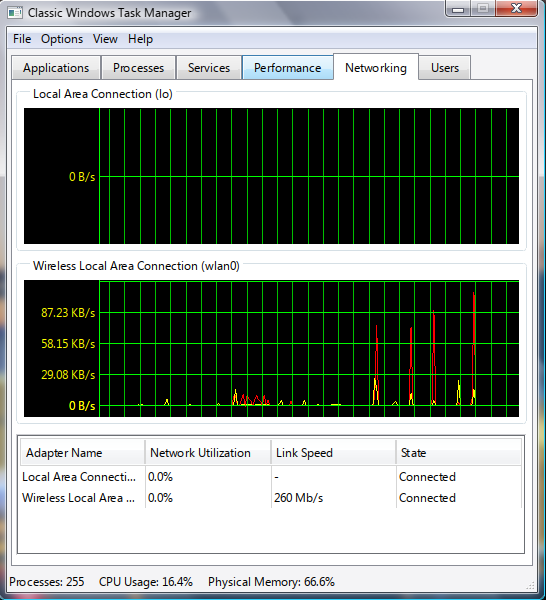 Classic Windows Task Manager
File Options View Help
Applications Processes Services Performance Networking Users
Local Area Connection (lo)
0 B/s
Wireless Local Area Connection (wlan0)
87.23 KB/s
58.15 KB/s
29.08 KB/s
0 B/s
Adapter Name Network Utilization Link Speed State
Local Area Connecti... 0.0% - Connected
Wireless Local Area ... 0.0% 260 Mb/s Connected
Processes: 255 CPU Usage: 16.4% Physical Memory: 66.6%